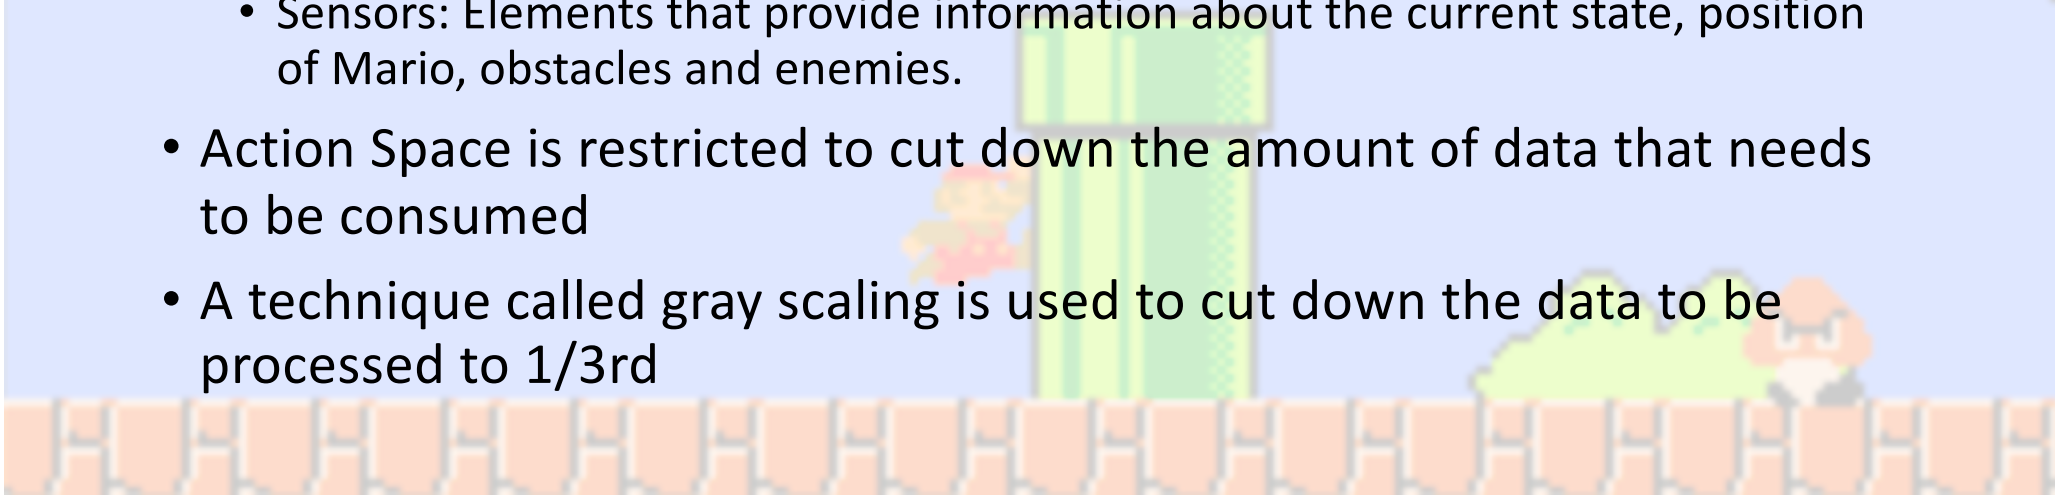 • Sensors: Elements that provide information about the current state, position
of Mario, obstacles and enemies.
• Action Space is restricted to cut down the amount of data that needs
to be consumed
• A technique called gray scaling is used to cut down the data to be
processed to 1/3rd